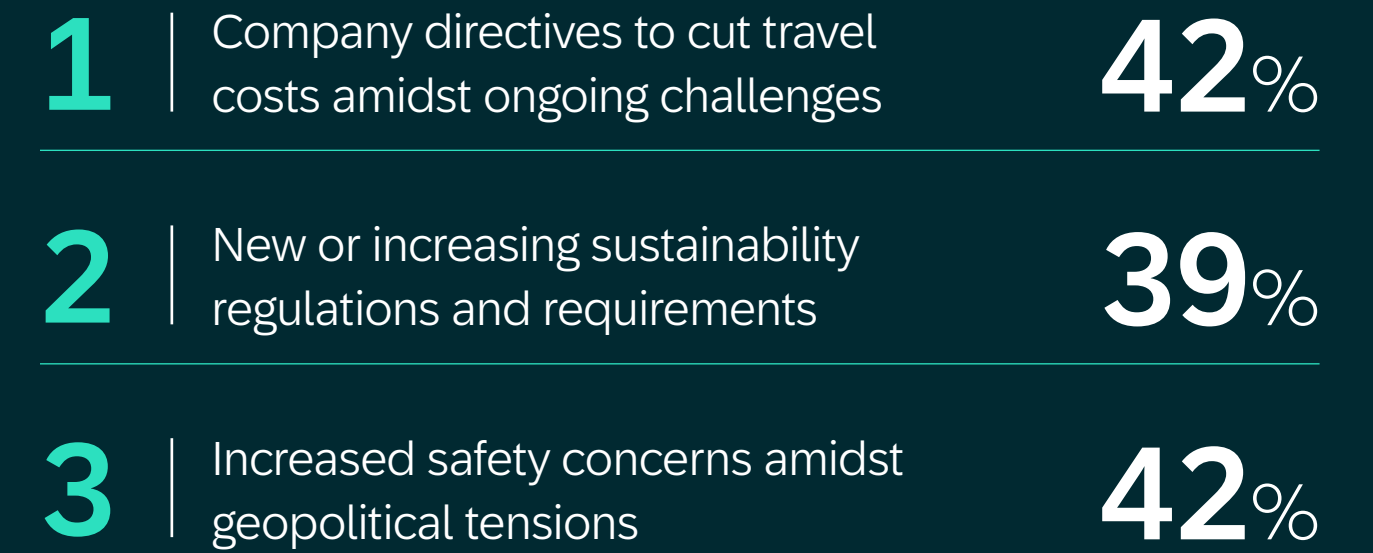 1
Company directives to cut travel
costs amidst ongoing challenges
42%
2
New or increasing sustainability
regulations and requirements
39%
3
Increased safety concerns amidst
geopolitical tensions
42%